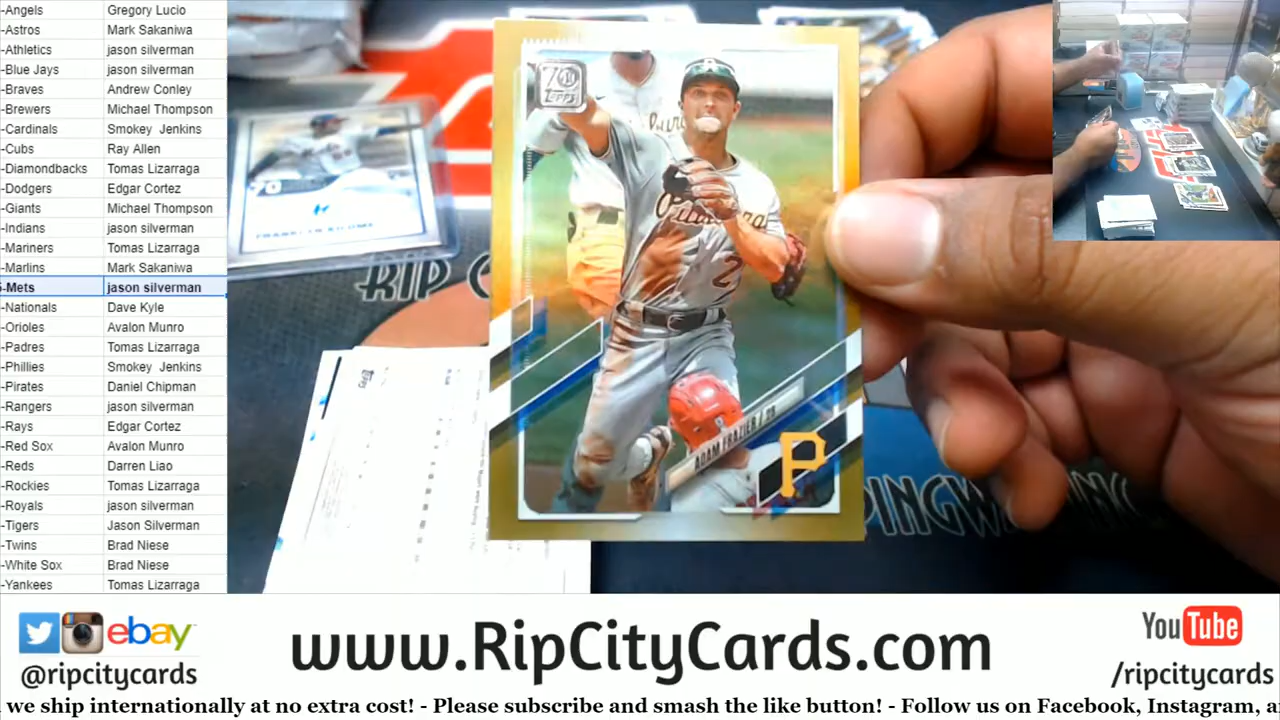 -Angels Gregory Lucio
-Astros Mark Sakaniwa
-Athletics jason silverman
-Blue Jays jason silverman
-Braves Andrew Conley
-Brewers Michael Thompson
-Cardinals Smokey Jenkins
-Cubs Ray Allen
-Diamondbacks Tomas Lizarraga
-Dodgers Edgar Cortez
-Giants Michael Thompson
-Indians jason silverman
-Mariners Tomas Lizarraga
-Marlins Mark Sakaniwa
-Mets jason silverman
-Nationals Dave Kyle
-Orioles Avalon Munro
-Padres Tomas Lizarraga
-Phillies Smokey Jenkins
-Pirates Daniel Chipman
-Rangers jason silverman
-Rays Edgar Cortez
-Red Sox Avalon Munro
-Reds Darren Liao
-Rockies Tomas Lizarraga
-Royals jason silverman
-Tigers Jason Silverman
-Twins Brad Niese
-White Sox Brad Niese
-Yankees Tomas Lizarraga
70
Topps
Pittsburgh
2
ADAM FRAZIER / 2B
P
70
RIP C
eBay
@ripcitycards
www.RipCityCards.com
YouTube
/ripcitycards
we ship internationally at no extra cost! - Please subscribe and smash the like button! - Follow us on Facebook, Instagram, a